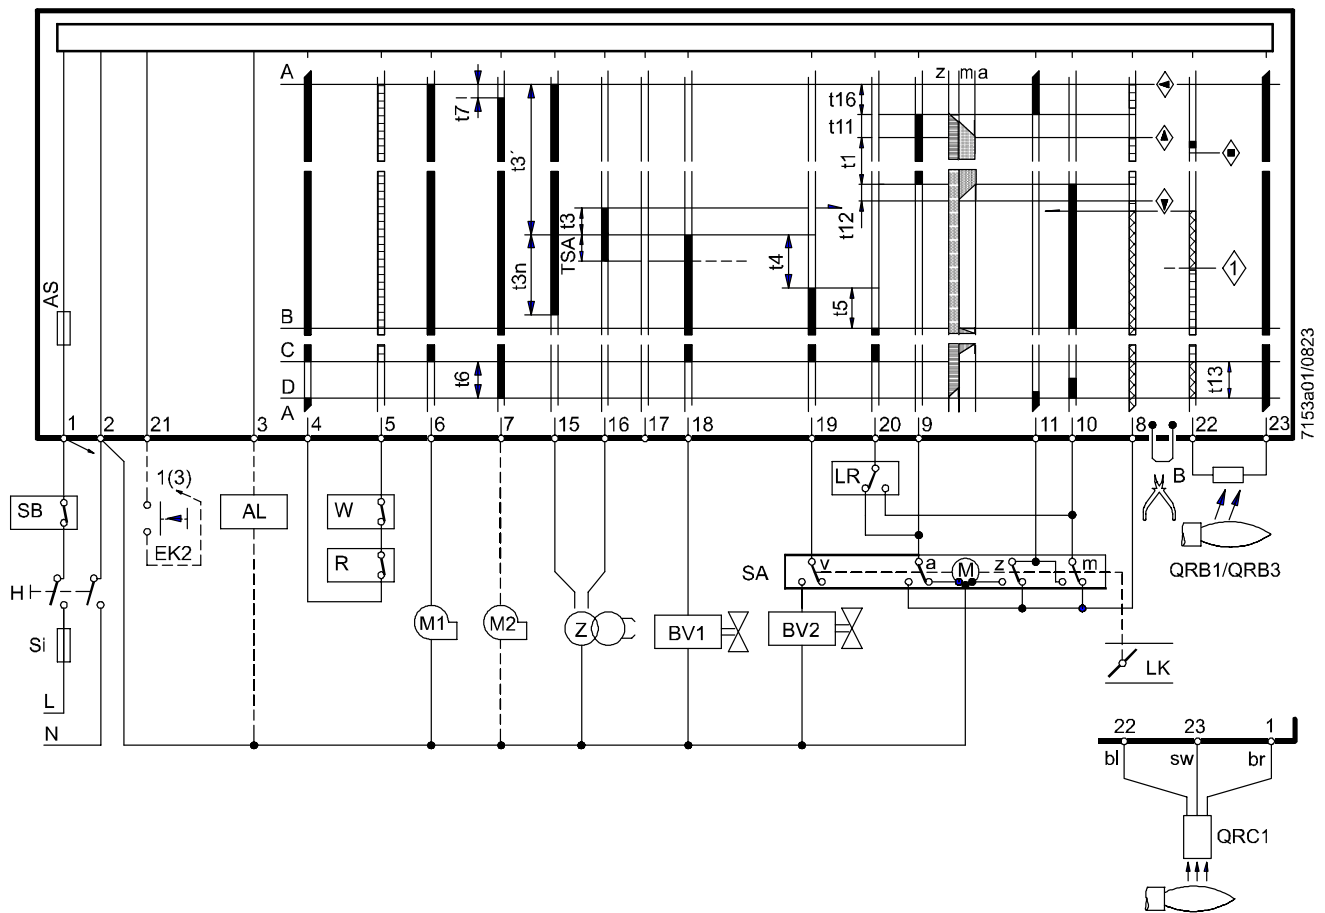 A z m a
t7 t16
t11
t3´ t1
AS t3 t12
TSA t4
t3n
1
B t5
C
t6 t13
D
A
7153a01/0823
1 2 21 3 4 5 6 7 15 16 17 18 19 20 9 11 10 8 22 23
1(3) LR B
SB AL W
EK2 R QRB1/QRB3
SA v a M z m
H
M1 M2 Z BV1 BV2
Si
LK
L
N
22 23 1
bl sw br
QRC1